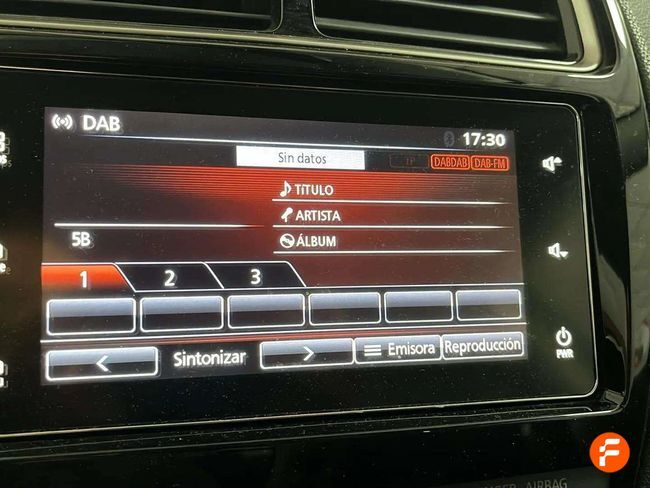 DAB
17:30
Sin datos
TP
DABDAB
DAB-FM
TíTULO
ARTISTA
5B
ÁLBUM
1
2
3
<
Sintonizar
>
Emisora
Reproducción
PWR
AIRBAG